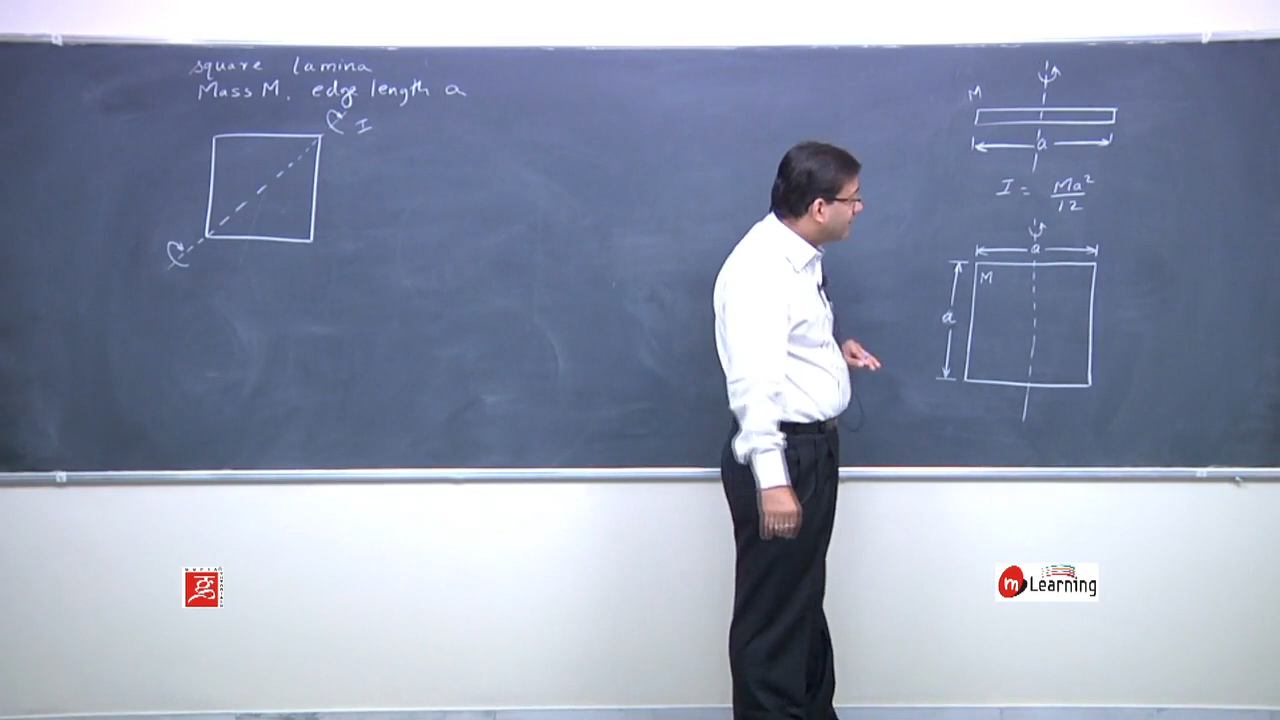 square lamina
Mass M, edge length a
I
M
a
I = Ma²/12
a
M
a
m Learning